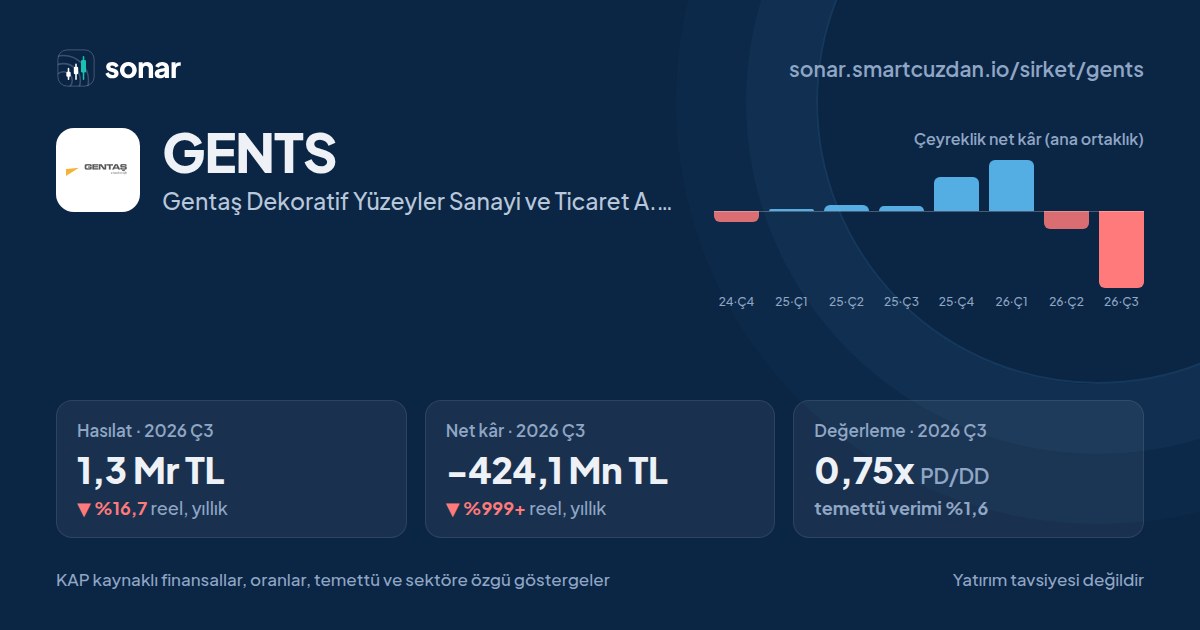 sonar
sonar.smartcuzdan.io/sirket/gents
GENTAŞ
GENTS
Gentaş Dekoratif Yüzeyler Sanayi ve Ticaret A.…
Çeyreklik net kâr (ana ortaklık)
24·Ç4 25·Ç1 25·Ç2 25·Ç3 25·Ç4 26·Ç1 26·Ç2 26·Ç3
Hasılat · 2026 Ç3
1,3 Mr TL
▼ %16,7 reel, yıllık
Net kâr · 2026 Ç3
−424,1 Mn TL
▼ %999+ reel, yıllık
Değerleme · 2026 Ç3
0,75x PD/DD
temettü verimi %1,6
KAP kaynaklı finansallar, oranlar, temettü ve sektöre özgü göstergeler
Yatırım tavsiyesi değildir